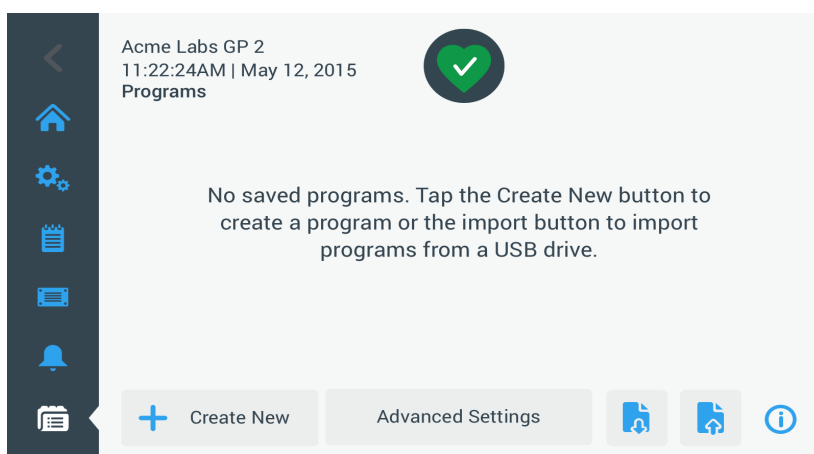 Acme Labs GP 2
11:22:24AM | May 12, 2015
Programs
No saved programs. Tap the Create New button to
create a program or the import button to import
programs from a USB drive.
Create New
Advanced Settings